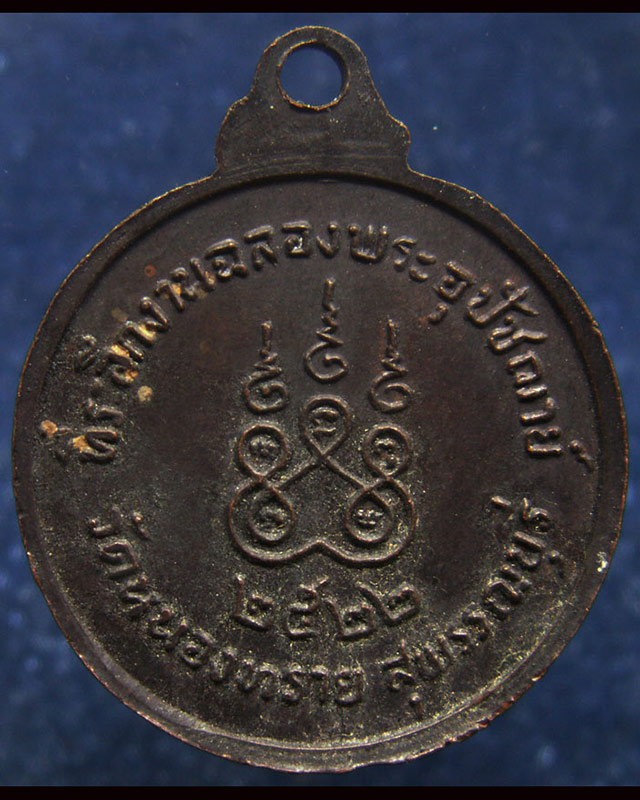 ที่ระลึกงานฉลองพระอุปัชฌาย์
๒๕๒๒
วัดหนองทราย สุพรรณบุรี